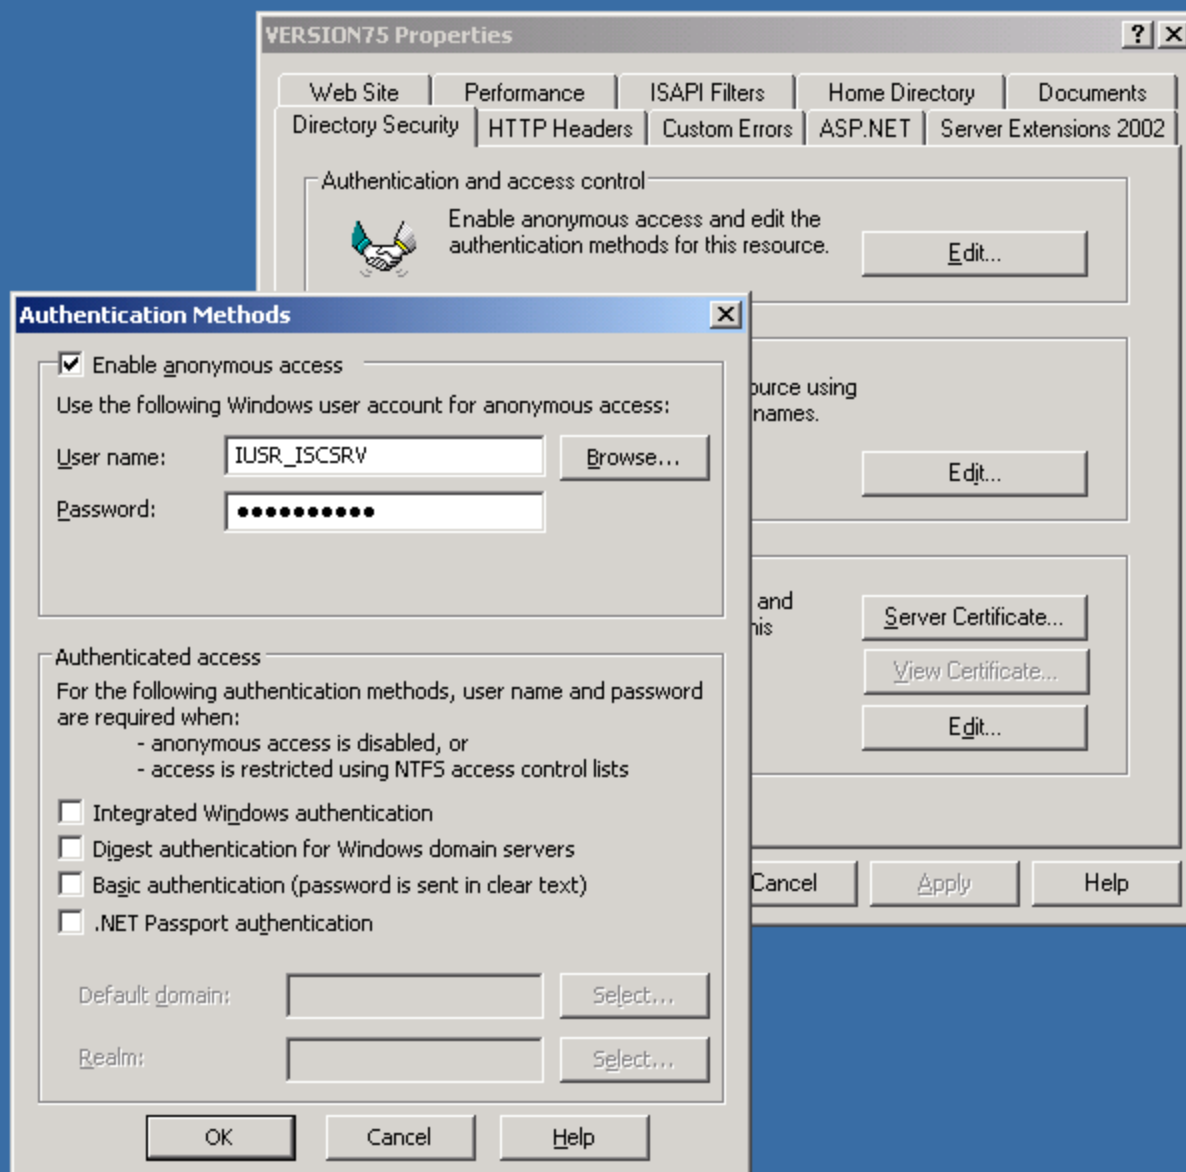 VERSION75 Properties
Web Site
Performance
ISAPI Filters
Home Directory
Documents
Directory Security
HTTP Headers
Custom Errors
ASP.NET
Server Extensions 2002
Authentication and access control
Enable anonymous access and edit the
authentication methods for this resource.
Edit...
ource using
names.
Edit...
and
his
Server Certificate...
View Certificate...
Edit...
Cancel
Apply
Help
Authentication Methods
Enable anonymous access
Use the following Windows user account for anonymous access:
User name:
IUSR_ISCSRV
Browse...
Password:
●●●●●●●●●●
Authenticated access
For the following authentication methods, user name and password
are required when:
- anonymous access is disabled, or
- access is restricted using NTFS access control lists
Integrated Windows authentication
Digest authentication for Windows domain servers
Basic authentication (password is sent in clear text)
.NET Passport authentication
Default domain:
Select...
Realm:
Select...
OK
Cancel
Help